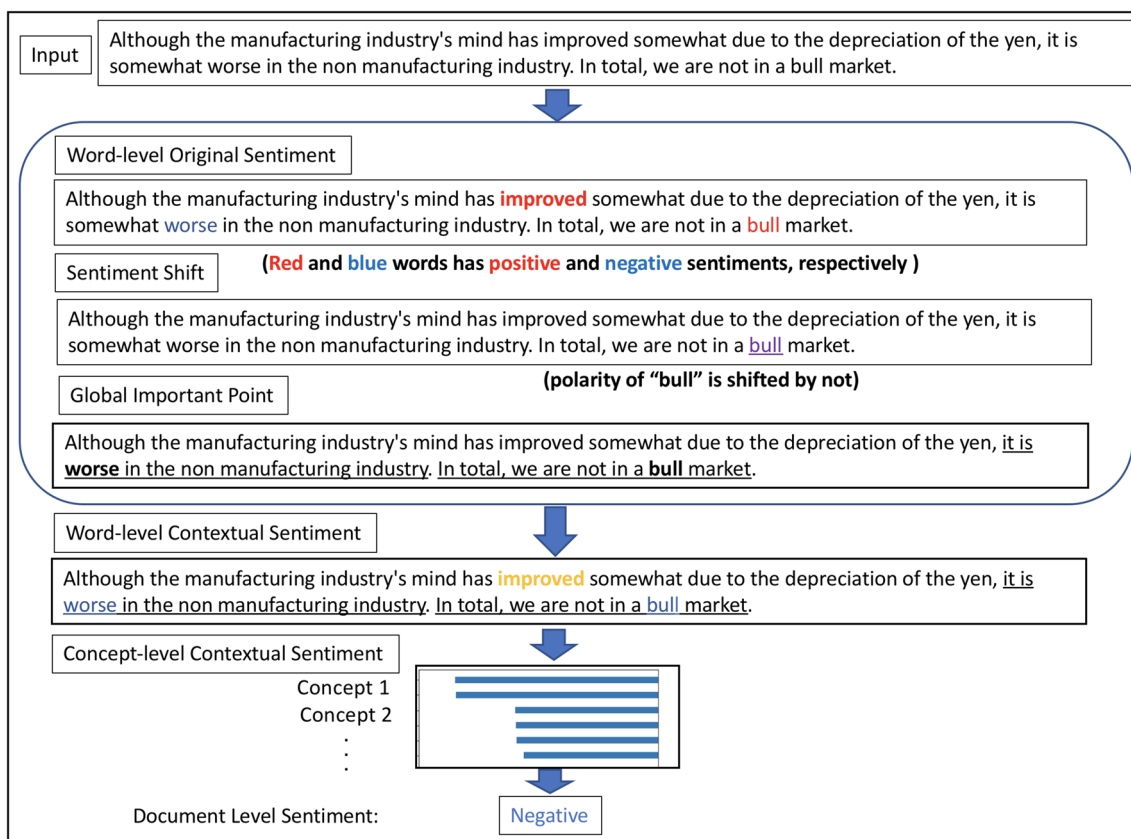 Input
Although the manufacturing industry's mind has improved somewhat due to the depreciation of the yen, it is
somewhat worse in the non manufacturing industry. In total, we are not in a bull market.
Word-level Original Sentiment
Although the manufacturing industry's mind has improved somewhat due to the depreciation of the yen, it is
somewhat worse in the non manufacturing industry. In total, we are not in a bull market.
(Red and blue words has positive and negative sentiments, respectively )
Sentiment Shift
Although the manufacturing industry's mind has improved somewhat due to the depreciation of the yen, it is
somewhat worse in the non manufacturing industry. In total, we are not in a bull market.
(polarity of “bull” is shifted by not)
Global Important Point
Although the manufacturing industry's mind has improved somewhat due to the depreciation of the yen, it is
worse in the non manufacturing industry. In total, we are not in a bull market.
Word-level Contextual Sentiment
Although the manufacturing industry's mind has improved somewhat due to the depreciation of the yen, it is
worse in the non manufacturing industry. In total, we are not in a bull market.
Concept-level Contextual Sentiment
Concept 1
Concept 2
.
.
.
Document Level Sentiment:
Negative